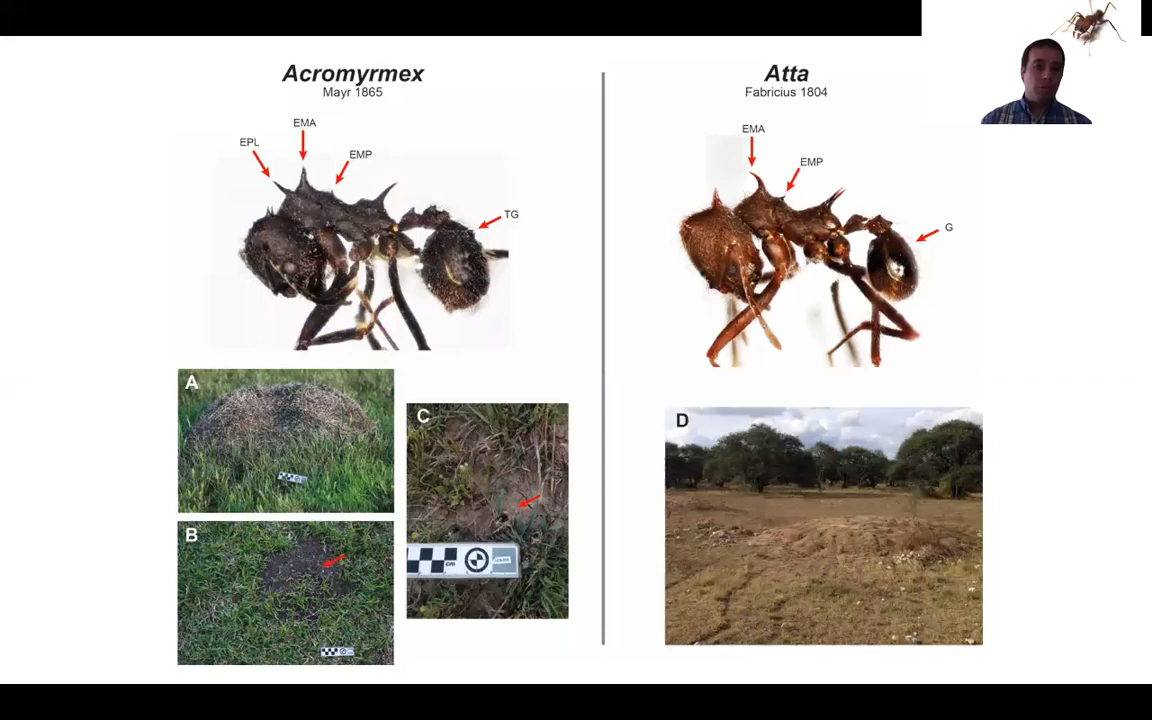 Acromyrmex
Mayr 1865
EPL
EMA
EMP
TG
A
B
C
Atta
Fabricius 1804
EMA
EMP
G
D